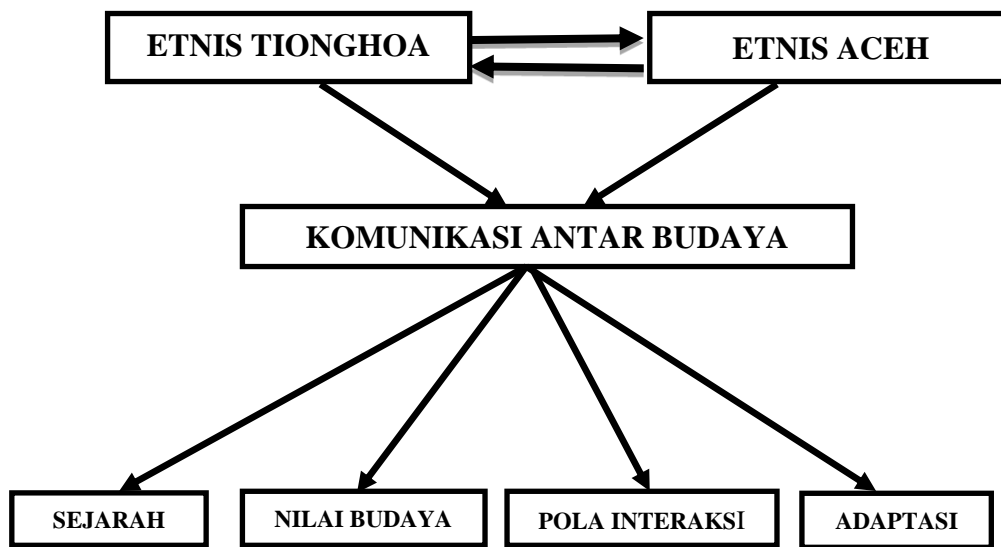 ETNIS TIONGHOA
ETNIS ACEH
KOMUNIKASI ANTAR BUDAYA
SEJARAH
NILAI BUDAYA
POLA INTERAKSI
ADAPTASI